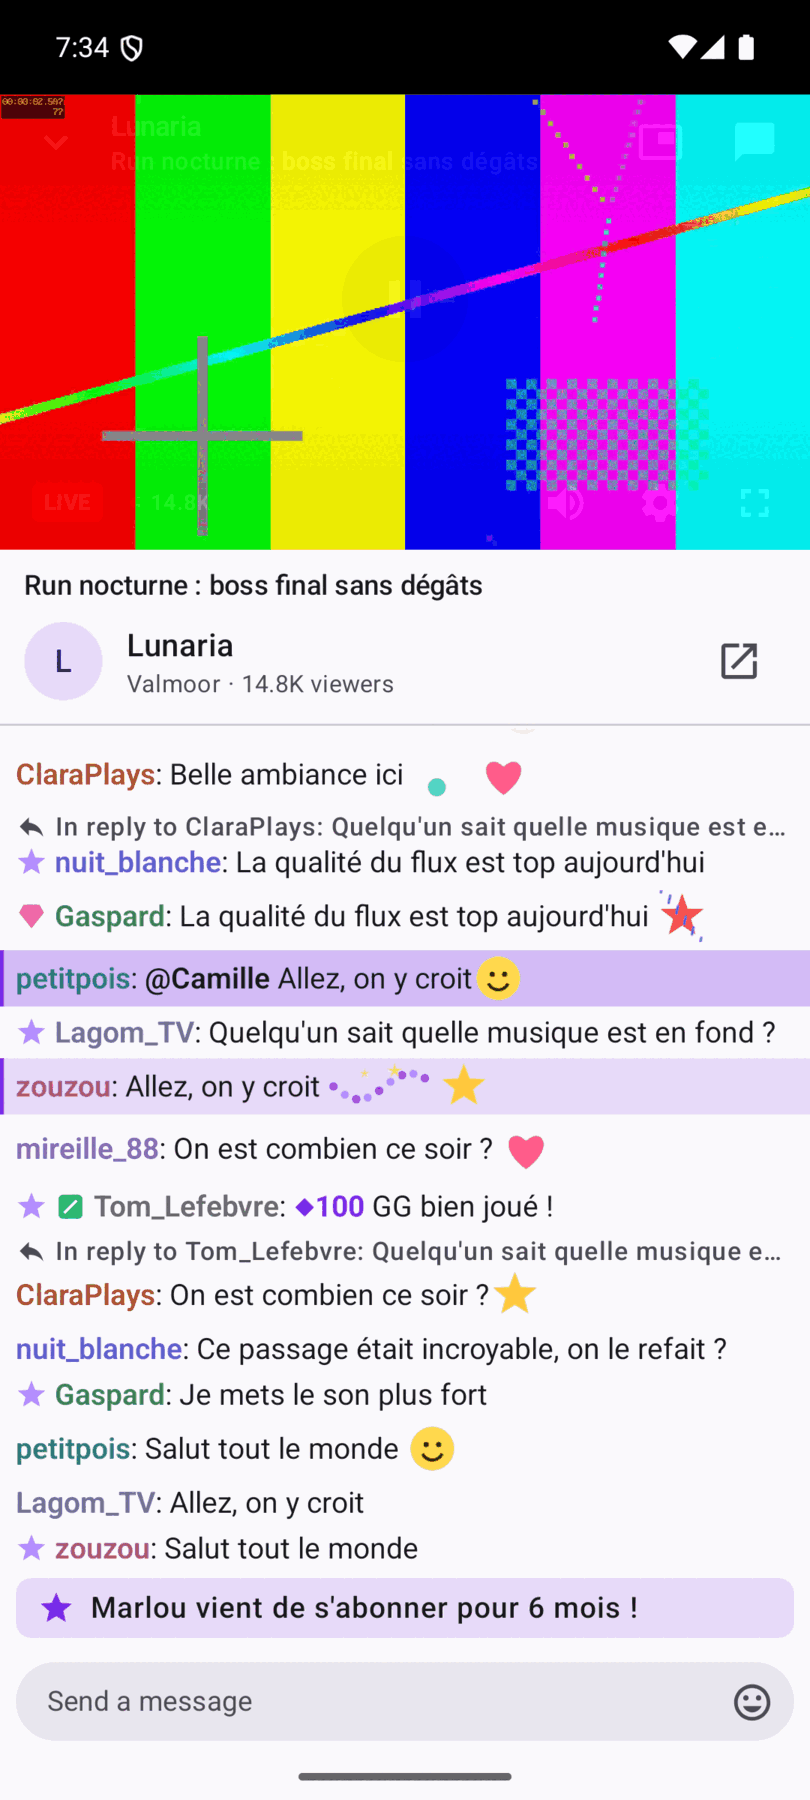 7:34
00:00:02.507
77
Lunaria
Run nocturne : boss final sans dégâts
LIVE
14.8K
Run nocturne : boss final sans dégâts
L
Lunaria
Valmoor · 14.8K viewers
ClaraPlays: Belle ambiance ici
In reply to ClaraPlays: Quelqu'un sait quelle musique est e...
nuit_blanche: La qualité du flux est top aujourd'hui
Gaspard: La qualité du flux est top aujourd'hui
petitpois: @Camille Allez, on y croit
Lagom_TV: Quelqu'un sait quelle musique est en fond ?
zouzou: Allez, on y croit
mireille_88: On est combien ce soir ?
Tom_Lefebvre: ◆100 GG bien joué !
In reply to Tom_Lefebvre: Quelqu'un sait quelle musique e...
ClaraPlays: On est combien ce soir ?
nuit_blanche: Ce passage était incroyable, on le refait ?
Gaspard: Je mets le son plus fort
petitpois: Salut tout le monde
Lagom_TV: Allez, on y croit
zouzou: Salut tout le monde
Marlou vient de s'abonner pour 6 mois !
Send a message